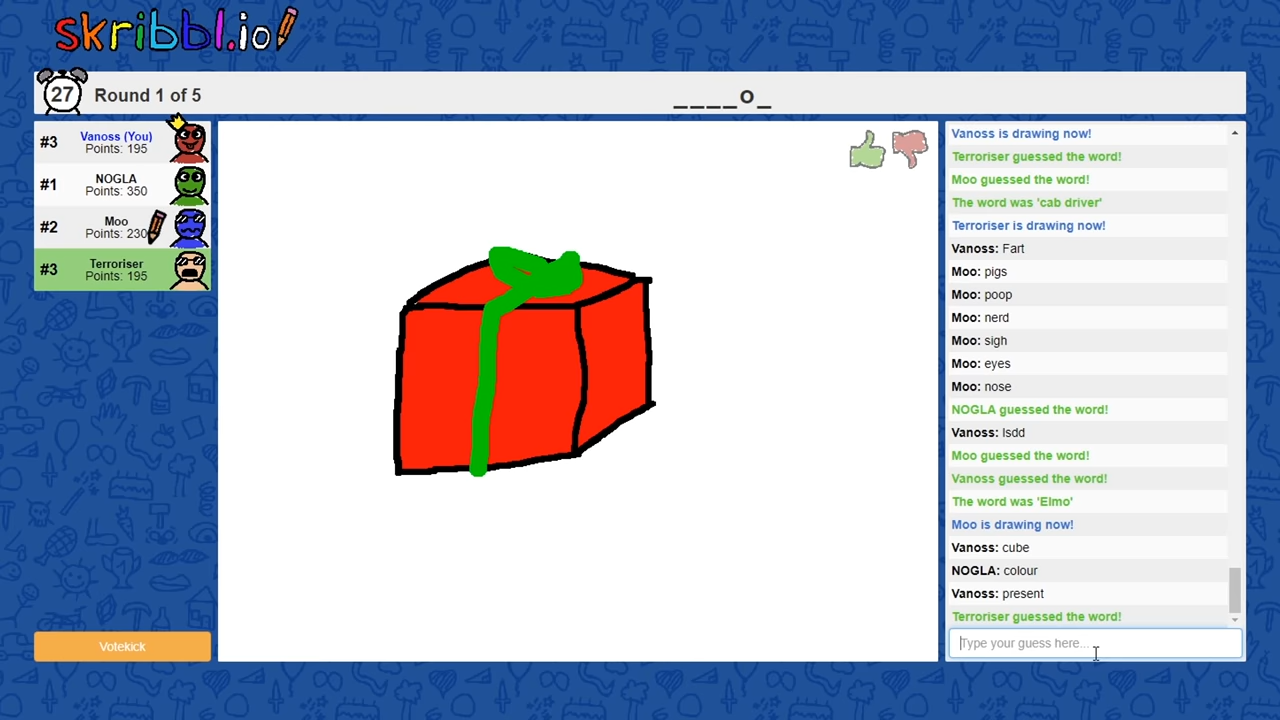 skribbl.io
27
Round 1 of 5
____o_
#3
Vanoss (You)
Points: 195
#1
NOGLA
Points: 350
#2
Moo
Points: 230
#3
Terroriser
Points: 195
Votekick
Vanoss is drawing now!
Terroriser guessed the word!
Moo guessed the word!
The word was 'cab driver'
Terroriser is drawing now!
Vanoss: Fart
Moo: pigs
Moo: poop
Moo: nerd
Moo: sigh
Moo: eyes
Moo: nose
NOGLA guessed the word!
Vanoss: lsdd
Moo guessed the word!
Vanoss guessed the word!
The word was 'Elmo'
Moo is drawing now!
Vanoss: cube
NOGLA: colour
Vanoss: present
Terroriser guessed the word!
Type your guess here...